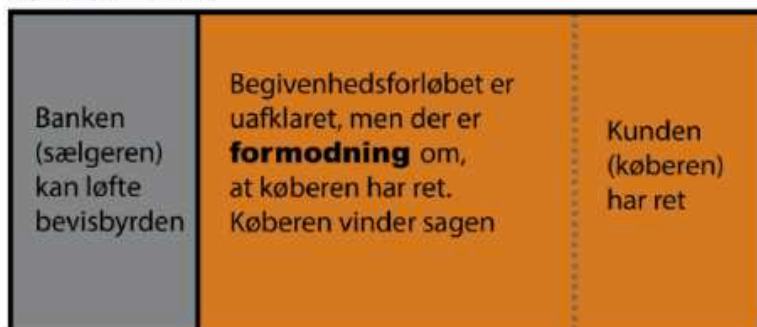 Banken
(sælgeren)
kan løfte
bevisbyrden
Begivenhedsforløbet er
uafklaret, men der er
formodning om,
at køberen har ret.
Køberen vinder sagen
Kunden
(køberen)
har ret